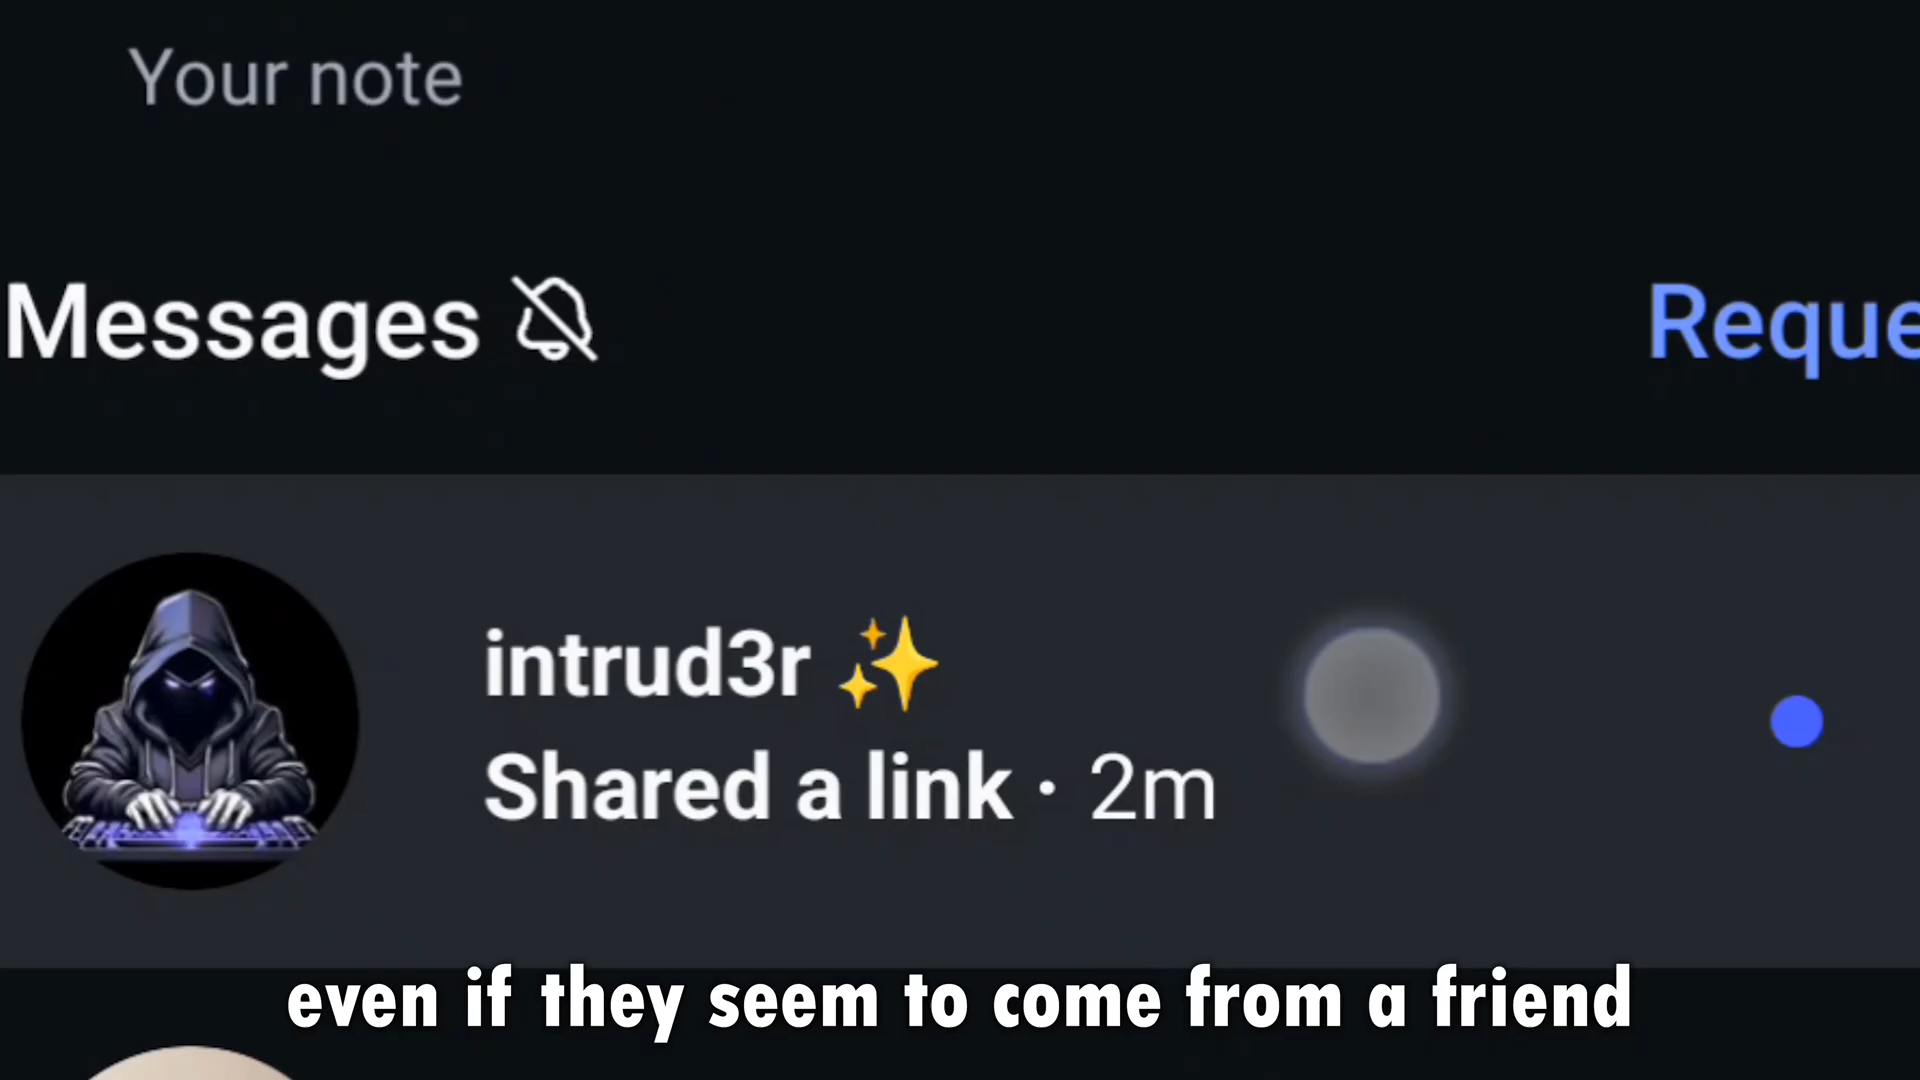 Your note
Messages
Reque
intrud3r ✨
Shared a link · 2m
even if they seem to come from a friend